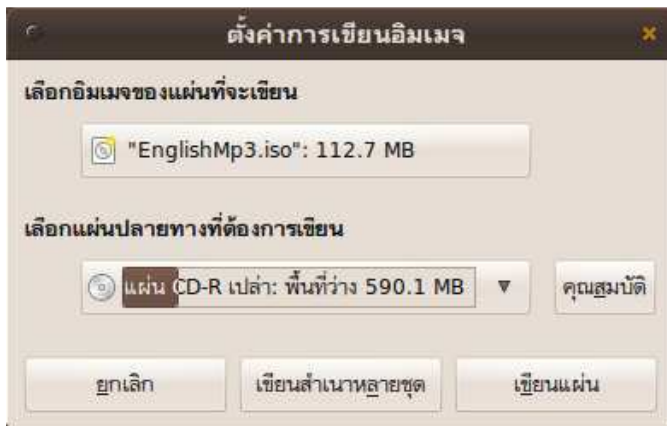 ตั้งค่าการเขียนอิมเมจ
เลือกอิมเมจของแผ่นที่จะเขียน
"EnglishMp3.iso": 112.7 MB
เลือกแผ่นปลายทางที่ต้องการเขียน
แผ่น CD-R เปล่า: พื้นที่ว่าง 590.1 MB
คุณสมบัติ
ยกเลิก
เขียนสำเนาหลายชุด
เขียนแผ่น